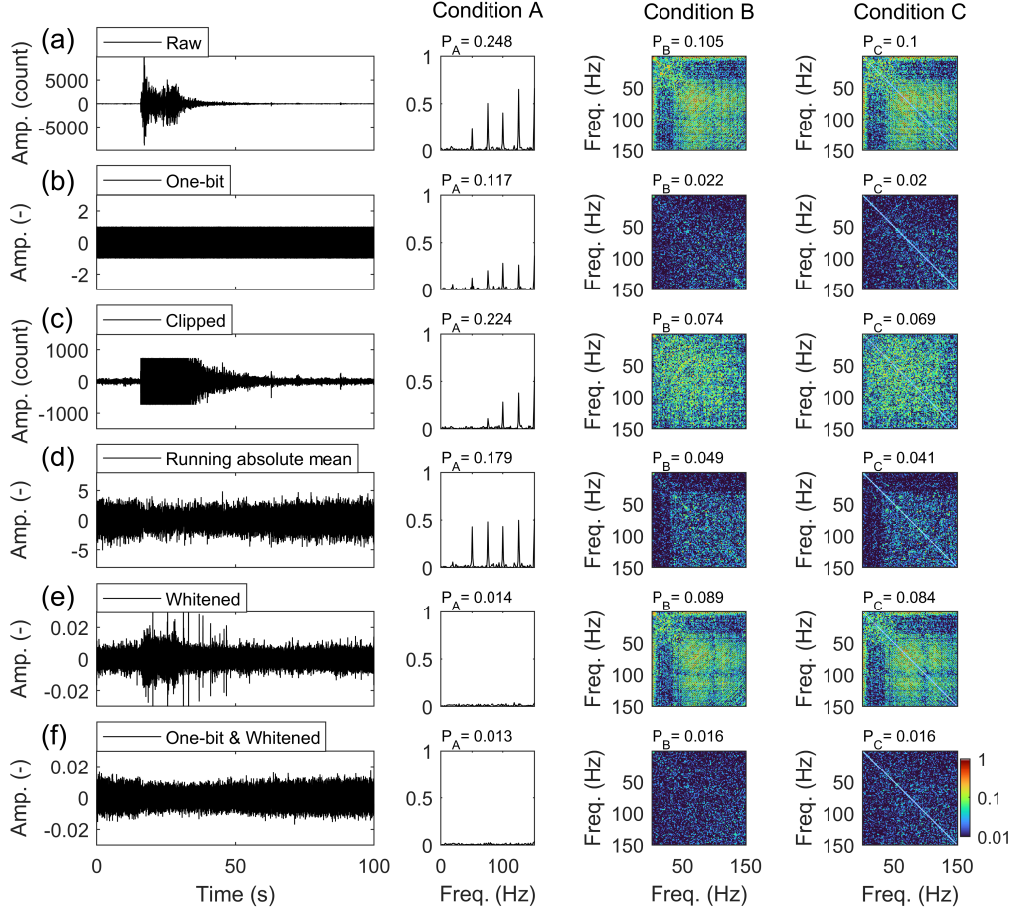 Condition A Condition B Condition C
(a) Raw P_A = 0.248 P_B = 0.105 P_C = 0.1
Amp. (count) 5000 0 -5000
1 0.5 0
Freq. (Hz) 50 100 150
Freq. (Hz) 50 100 150
(b) One-bit P_A = 0.117 P_B = 0.022 P_C = 0.02
Amp. (-) 2 0 -2
1 0.5 0
Freq. (Hz) 50 100 150
Freq. (Hz) 50 100 150
(c) Clipped P_A = 0.224 P_B = 0.074 P_C = 0.069
Amp. (count) 1000 0 -1000
1 0.5 0
Freq. (Hz) 50 100 150
Freq. (Hz) 50 100 150
(d) Running absolute mean P_A = 0.179 P_B = 0.049 P_C = 0.041
Amp. (-) 5 0 -5
1 0.5 0
Freq. (Hz) 50 100 150
Freq. (Hz) 50 100 150
(e) Whitened P_A = 0.014 P_B = 0.089 P_C = 0.084
Amp. (-) 0.02 0 -0.02
1 0.5 0
Freq. (Hz) 50 100 150
Freq. (Hz) 50 100 150
(f) One-bit & Whitened P_A = 0.013 P_B = 0.016 P_C = 0.016
Amp. (-) 0.02 0 -0.02
1 0.5 0
Freq. (Hz) 50 100 150
Freq. (Hz) 50 100 150
1 0.1 0.01
0 50 100 0 100 50 150 50 150
Time (s) Freq. (Hz) Freq. (Hz) Freq. (Hz)